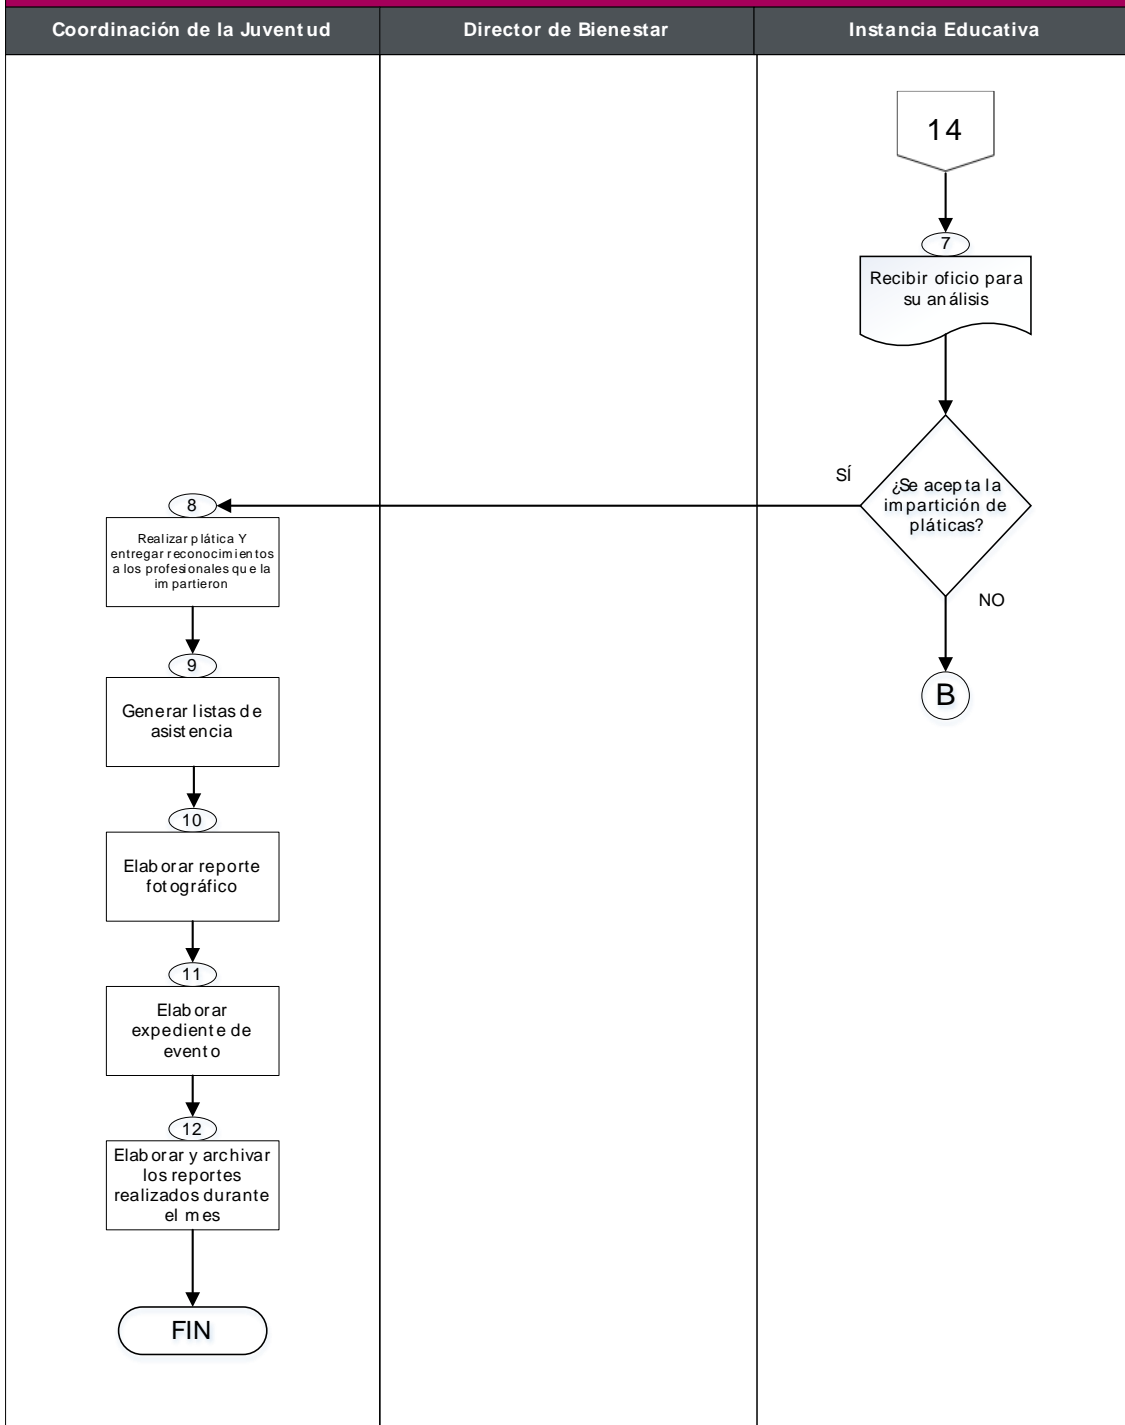 Coordinación de la Juventud
Director de Bienestar
Instancia Educativa
14
7
Recibir oficio para
su análisis
SÍ
¿Se acepta la
impartición de
pláticas?
NO
B
8
Realizar plática Y
entregar reconocimientos
a los profesionales que la
impartieron
9
Generar listas de
asistencia
10
Elaborar reporte
fotográfico
11
Elaborar
expediente de
evento
12
Elaborar y archivar
los reportes
realizados durante
el mes
FIN